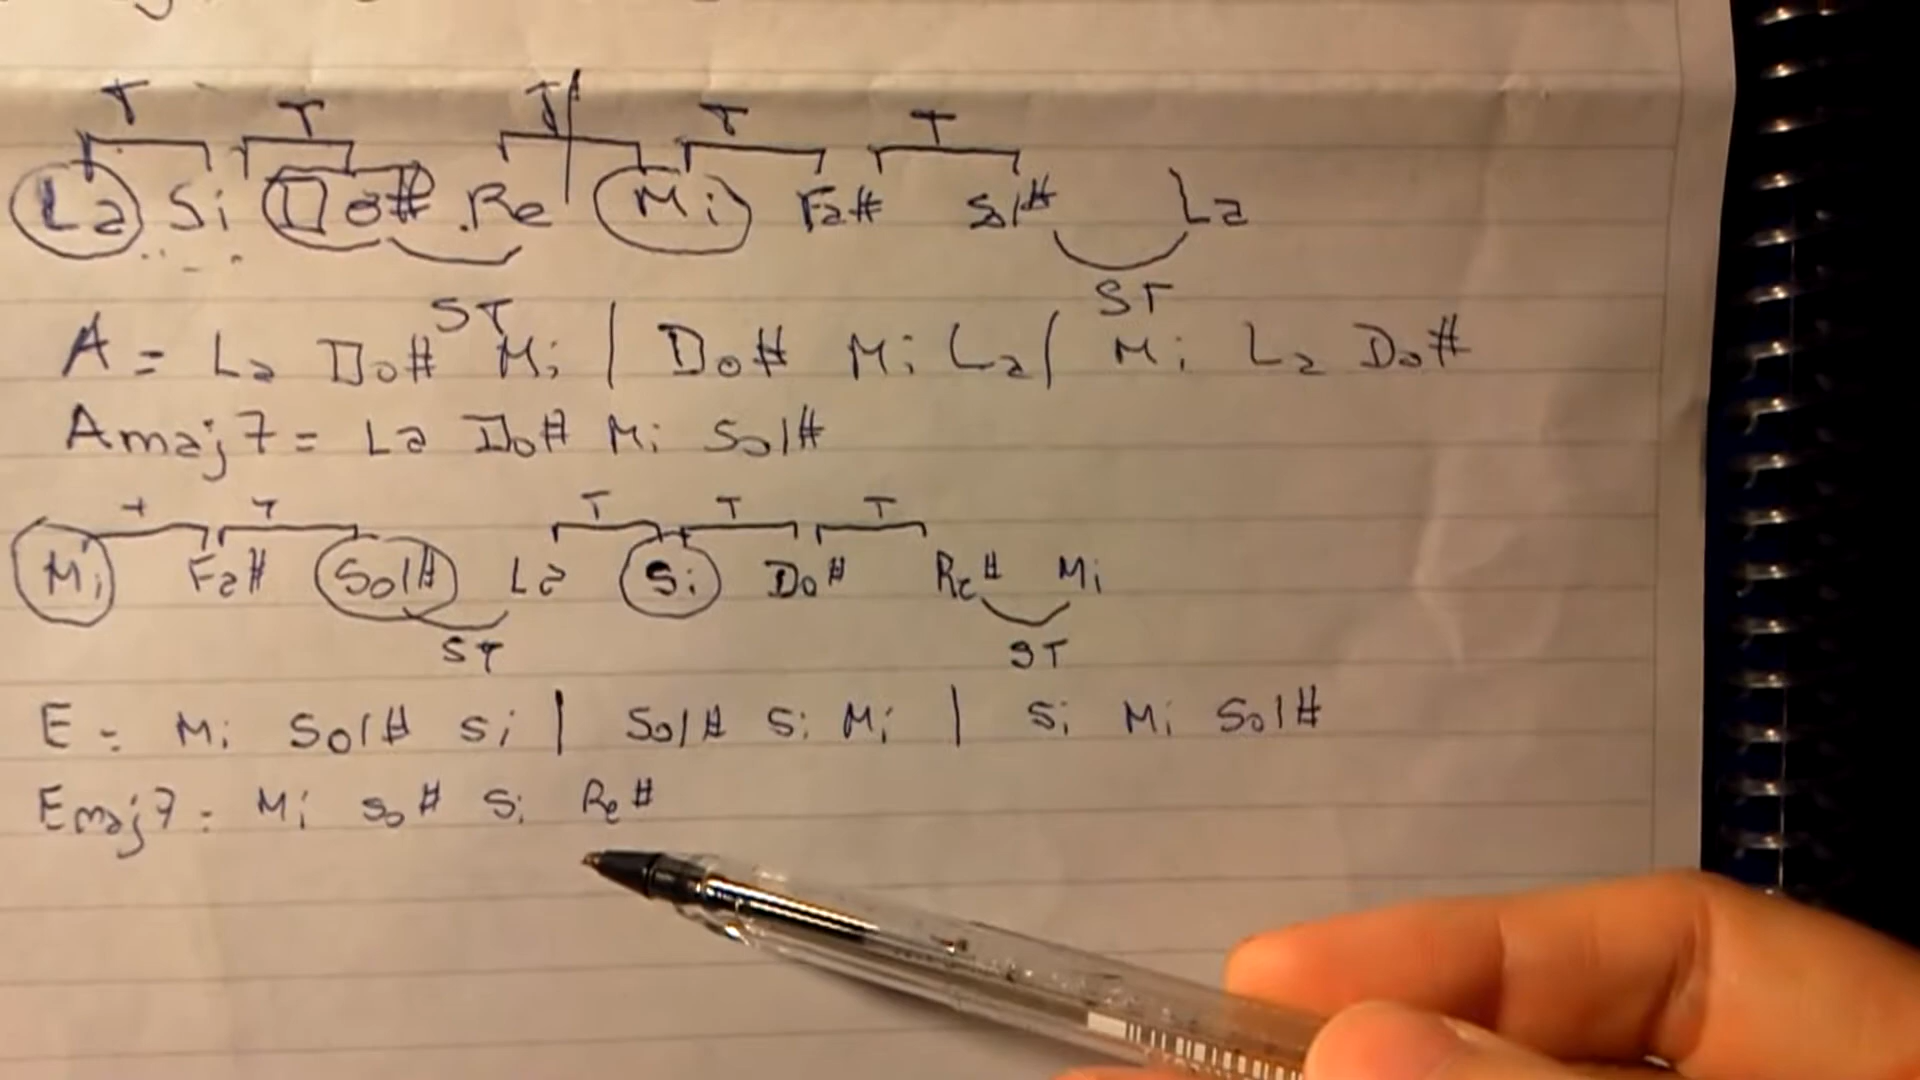 T T T T T
La Si Do# Re Mi Fa# Sol# La
ST ST
A = La Do# Mi | Do# Mi La | Mi La Do#
Amaj7 = La Do# Mi Sol#
T T T T T
Mi Fa# Sol# La Si Do# Re# Mi
ST ST
E = Mi Sol# Si | Sol# Si Mi | Si Mi Sol#
Emaj7 = Mi So# Si Re#